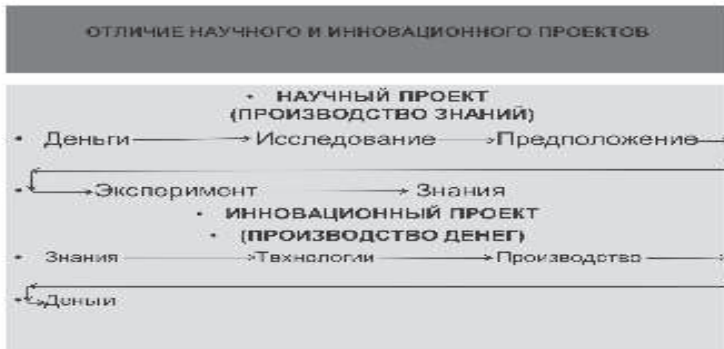 ОТЛИЧИЕ НАУЧНОГО И ИННОВАЦИОННОГО ПРОЕКТОВ
• НАУЧНЫЙ ПРОЕКТ
(ПРОИЗВОДСТВО ЗНАНИЙ)
• Деньги → Исследование → Предположение
• → Эксперимент → Знания
• ИННОВАЦИОННЫЙ ПРОЕКТ
• (ПРОИЗВОДСТВО ДЕНЕГ)
• Знания → Технологии → Производство
• → Деньги